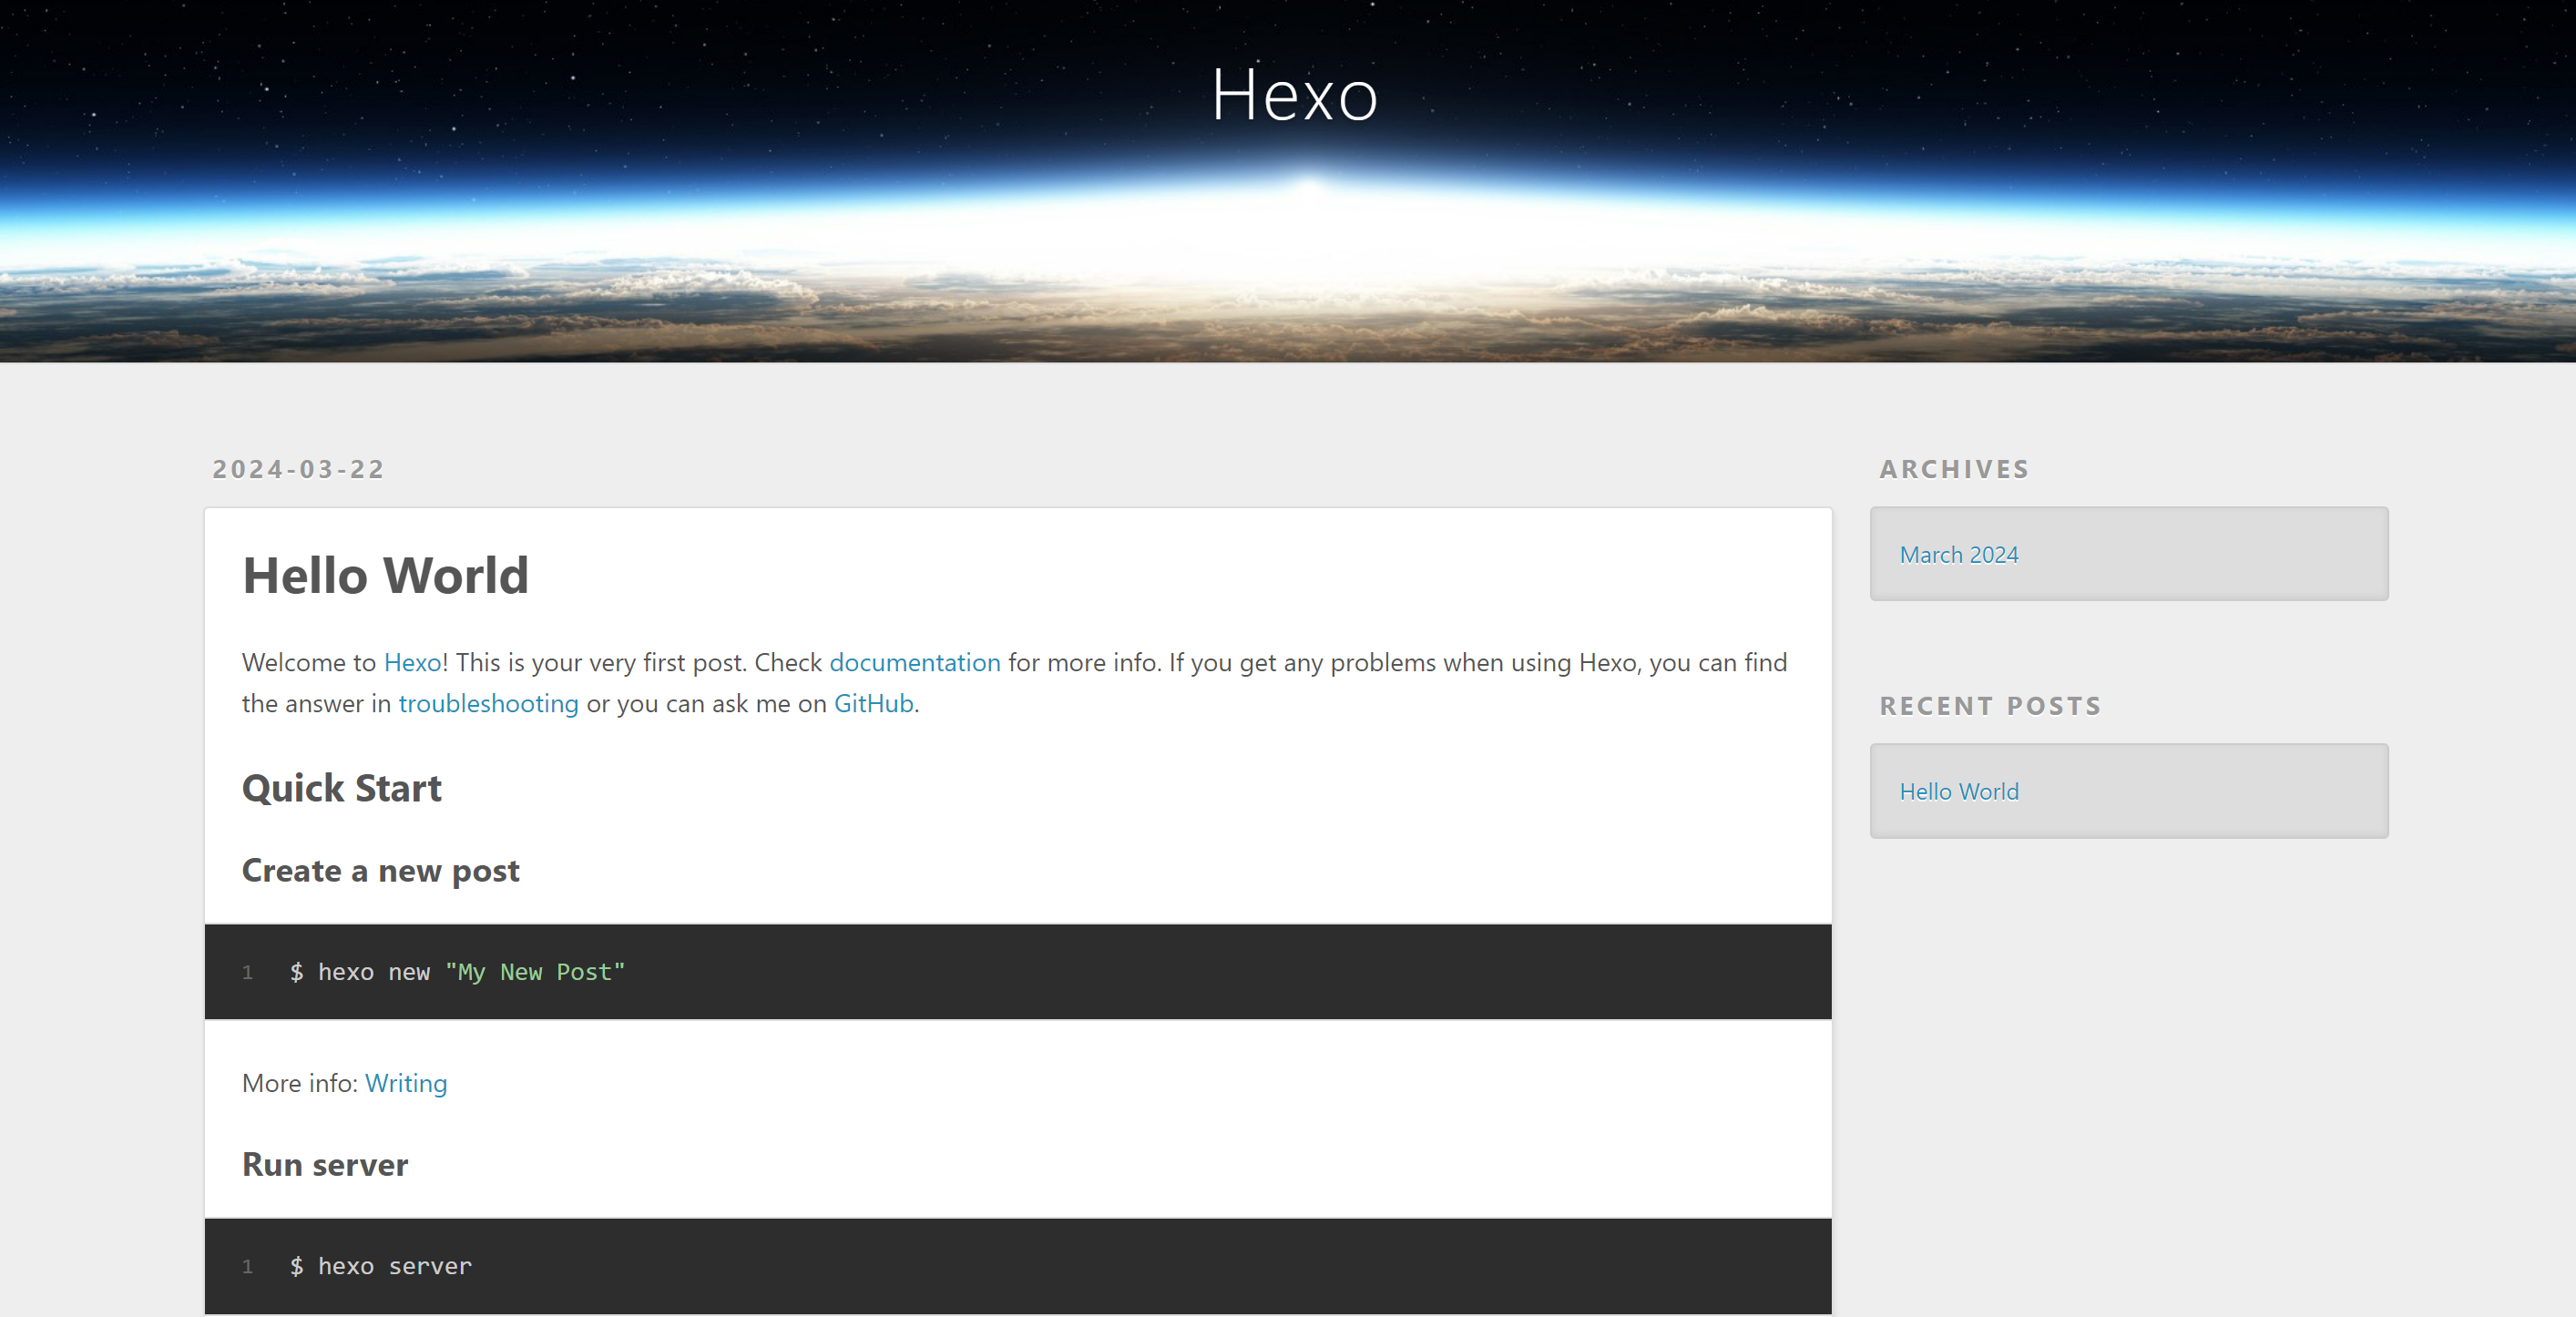 Hexo
2024-03-22
Hello World
Welcome to Hexo! This is your very first post. Check documentation for more info. If you get any problems when using Hexo, you can find
the answer in troubleshooting or you can ask me on GitHub.
Quick Start
Create a new post
1 $ hexo new "My New Post"
More info: Writing
Run server
1 $ hexo server
ARCHIVES
March 2024
RECENT POSTS
Hello World